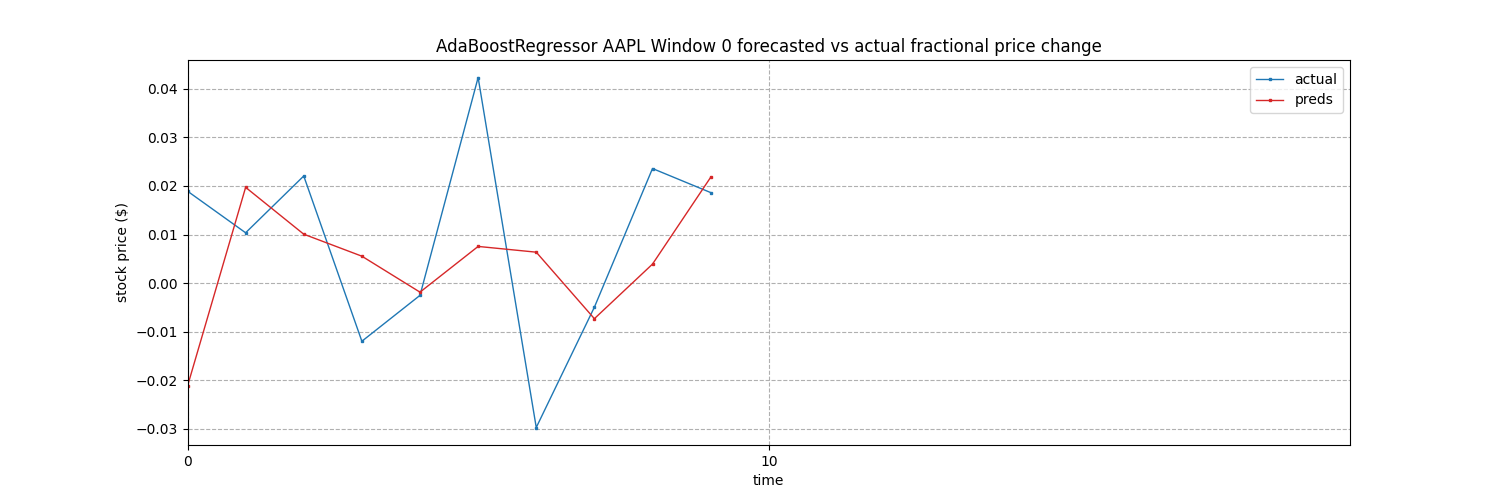 AdaBoostRegressor AAPL Window 0 forecasted vs actual fractional price change
actual
preds
0.04
0.03
0.02
0.01
0.00
−0.01
−0.02
−0.03
stock price ($)
0
10
time